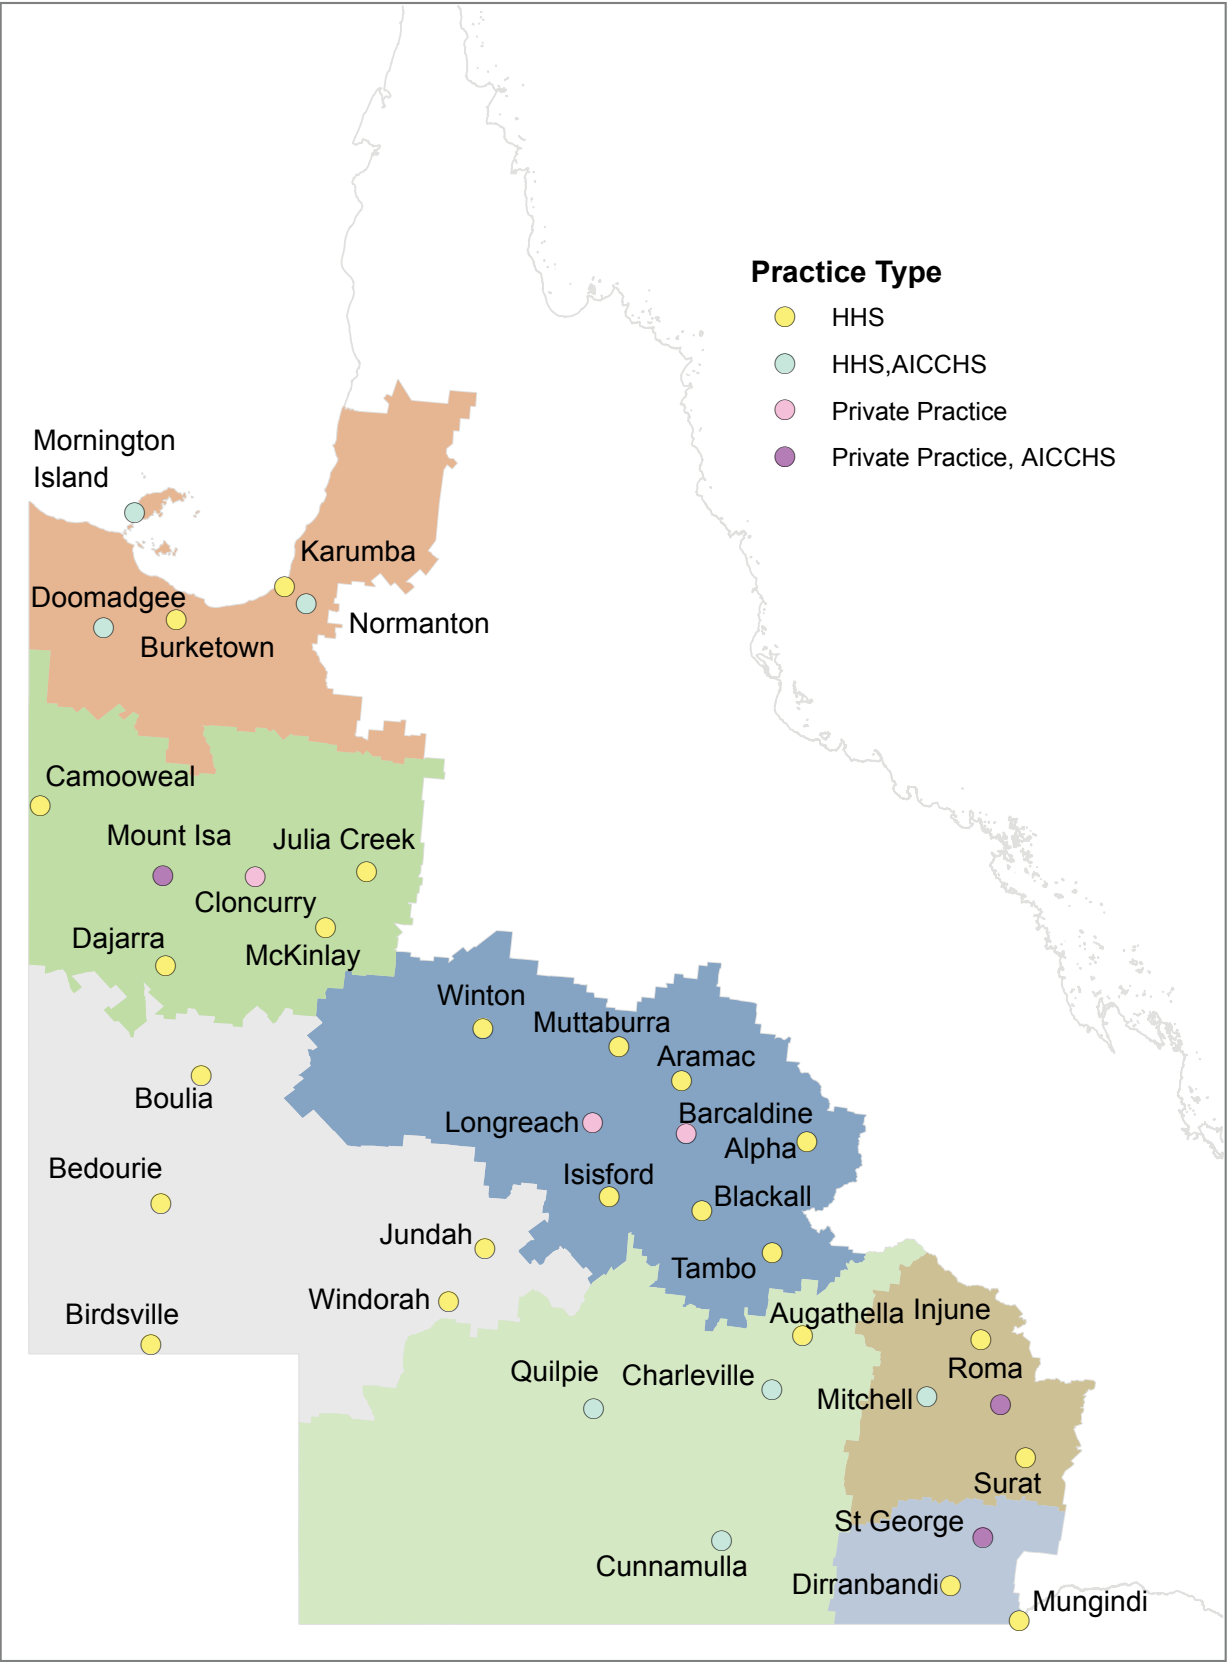 Practice Type
HHS
HHS,AICCHS
Private Practice
Private Practice, AICCHS
Mornington
Island
Karumba
Doomadgee
Normanton
Burketown
Camooweal
Mount Isa
Julia Creek
Cloncurry
Dajarra
McKinlay
Winton
Muttaburra
Aramac
Boulia
Longreach
Barcaldine
Alpha
Bedourie
Isisford
Blackall
Jundah
Tambo
Windorah
Birdsville
Augathella
Injune
Quilpie
Charleville
Roma
Mitchell
Surat
St George
Cunnamulla
Dirranbandi
Mungindi